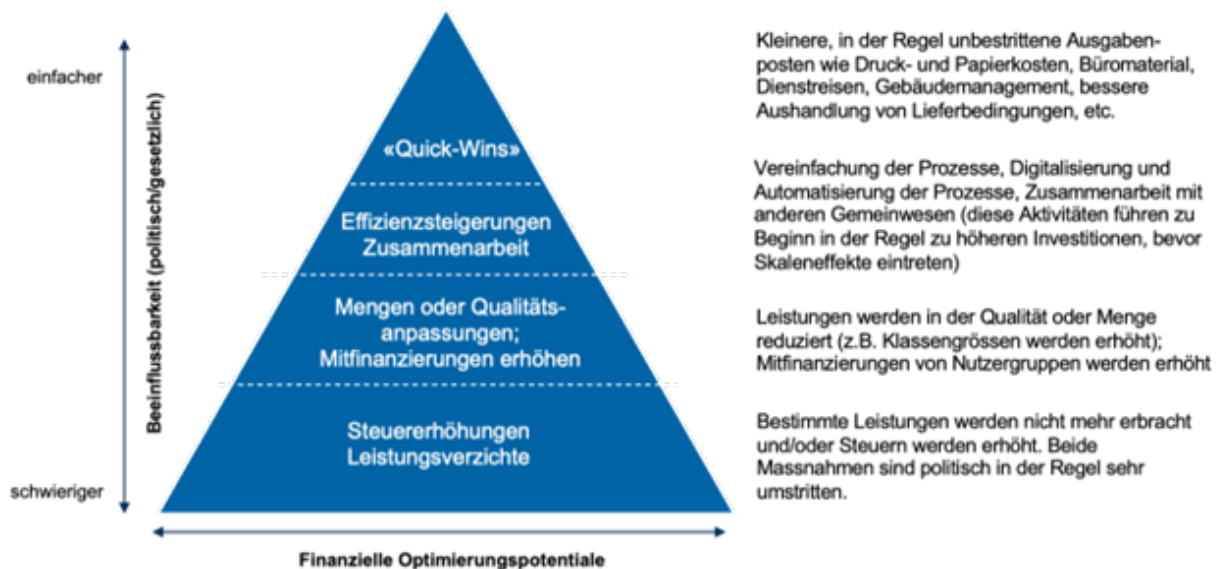 einfacher
schwieriger
Beeinflussbarkeit (politisch/gesetzlich)
«Quick-Wins»
Effizienzsteigerungen
Zusammenarbeit
Mengen oder Qualitäts-
anpassungen;
Mitfinanzierungen erhöhen
Steuererhöhungen
Leistungsverzichte
Finanzielle Optimierungspotentiale
Kleinere, in der Regel unbestrittene Ausgaben-
posten wie Druck- und Papierkosten, Büromaterial,
Dienstreisen, Gebäudemanagement, bessere
Aushandlung von Lieferbedingungen, etc.
Vereinfachung der Prozesse, Digitalisierung und
Automatisierung der Prozesse, Zusammenarbeit mit
anderen Gemeinwesen (diese Aktivitäten führen zu
Beginn in der Regel zu höheren Investitionen, bevor
Skaleneffekte eintreten)
Leistungen werden in der Qualität oder Menge
reduziert (z.B. Klassengrössen werden erhöht);
Mitfinanzierungen von Nutzergruppen werden erhöht
Bestimmte Leistungen werden nicht mehr erbracht
und/oder Steuern werden erhöht. Beide
Massnahmen sind politisch in der Regel sehr
umstritten.